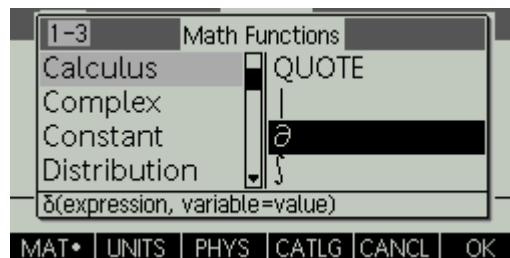 1-3 Math Functions
Calculus QUOTE
Complex |
Constant ∂
Distribution ∫
δ(expression, variable=value)
MAT• UNITS PHYS CATLG CANCL OK